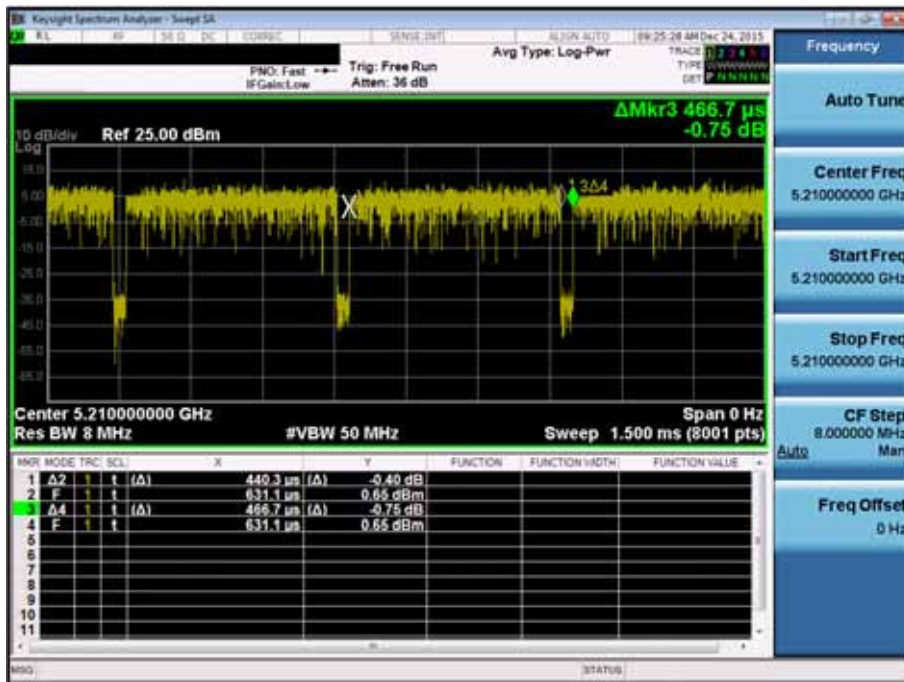 Keysight Spectrum Analyzer - Swept SA
RL RF 50 Ω DC CORREC SENSE:INT ALIGN AUTO 09:25:28 AM Dec 24, 2015
Frequency
PNO: Fast
IFGain:Low
Trig: Free Run
Atten: 36 dB
Avg Type: Log-Pwr
TRACE 1 2 3 4 5 6
TYPE
DET P N N N N N
Auto Tune
ΔMkr3 466.7 µs
-0.75 dB
10 dB/div Ref 25.00 dBm
Log
15.0
5.00
-5.00
-15.0
-25.0
-35.0
-45.0
-55.0
-65.0
X
3Δ4
Center Freq
5.210000000 GHz
Start Freq
5.210000000 GHz
Stop Freq
5.210000000 GHz
CF Step
8.000000 MHz
Auto Man
Freq Offset
0 Hz
Center 5.210000000 GHz Span 0 Hz
Res BW 8 MHz #VBW 50 MHz Sweep 1.500 ms (8001 pts)
MKR MODE TRC SCL X Y FUNCTION FUNCTION WIDTH FUNCTION VALUE
1 Δ2 1 t (Δ) 440.3 µs (Δ) -0.40 dB
2 F 1 t 631.1 µs 0.65 dBm
3 Δ4 1 t (Δ) 466.7 µs (Δ) -0.75 dB
4 F 1 t 631.1 µs 0.65 dBm
5
6
7
8
9
10
11
MSG STATUS